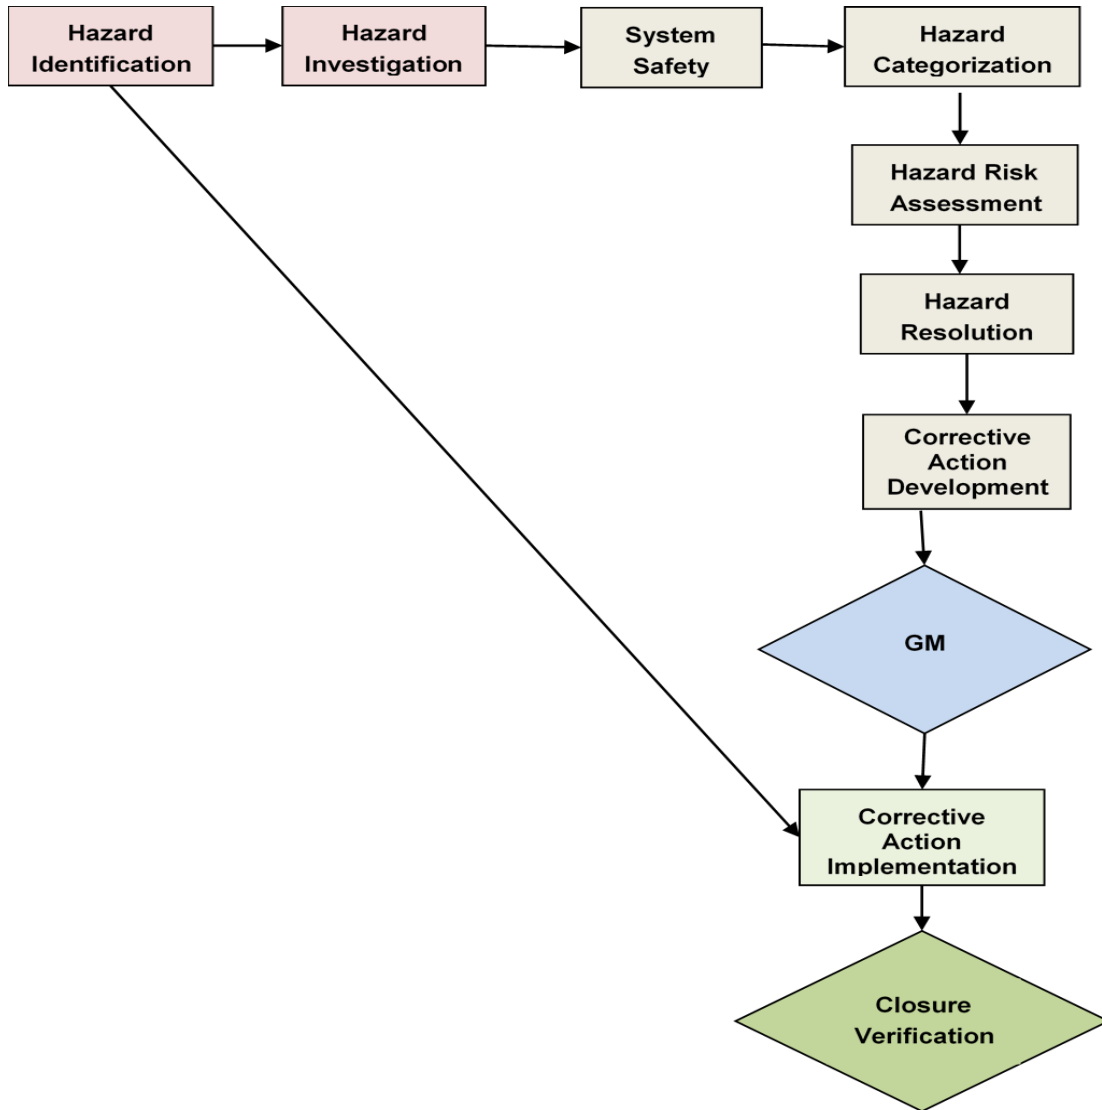 Hazard
Identification
Hazard
Investigation
System
Safety
Hazard
Categorization
Hazard Risk
Assessment
Hazard
Resolution
Corrective
Action
Development
GM
Corrective
Action
Implementation
Closure
Verification